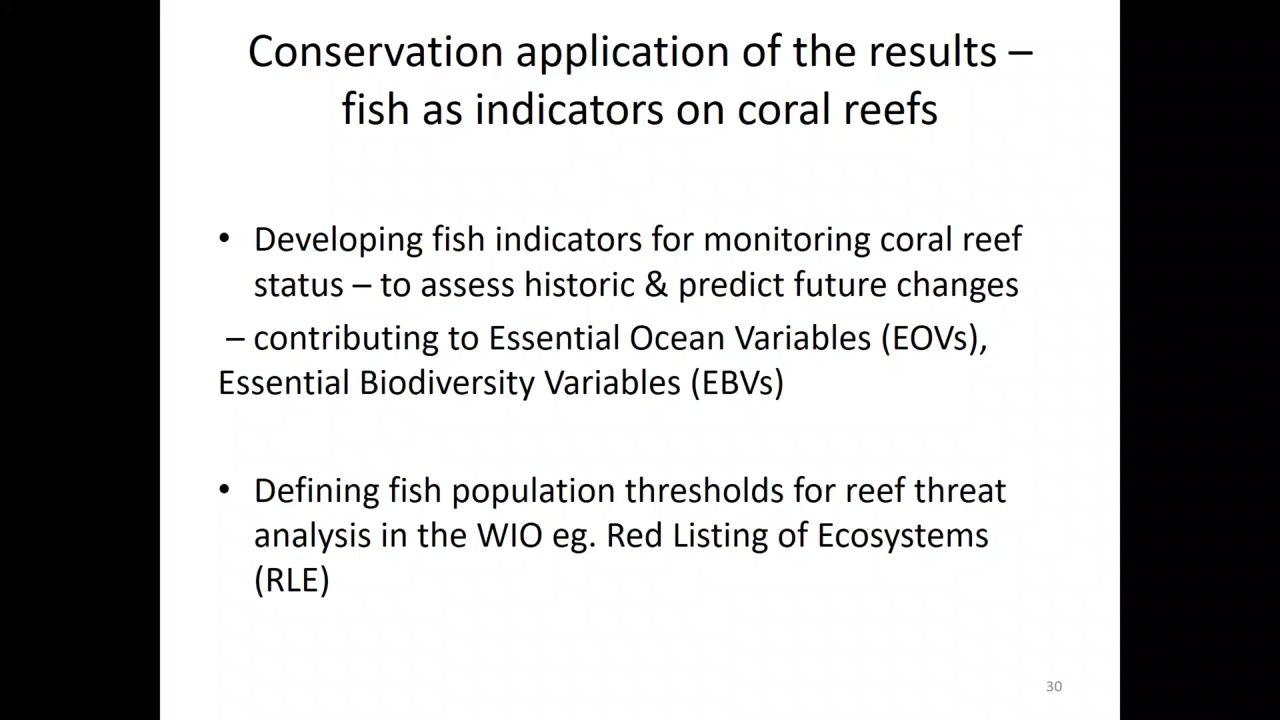 Conservation application of the results –
fish as indicators on coral reefs
• Developing fish indicators for monitoring coral reef
status – to assess historic & predict future changes
– contributing to Essential Ocean Variables (EOVs),
Essential Biodiversity Variables (EBVs)
• Defining fish population thresholds for reef threat
analysis in the WIO eg. Red Listing of Ecosystems
(RLE)
30